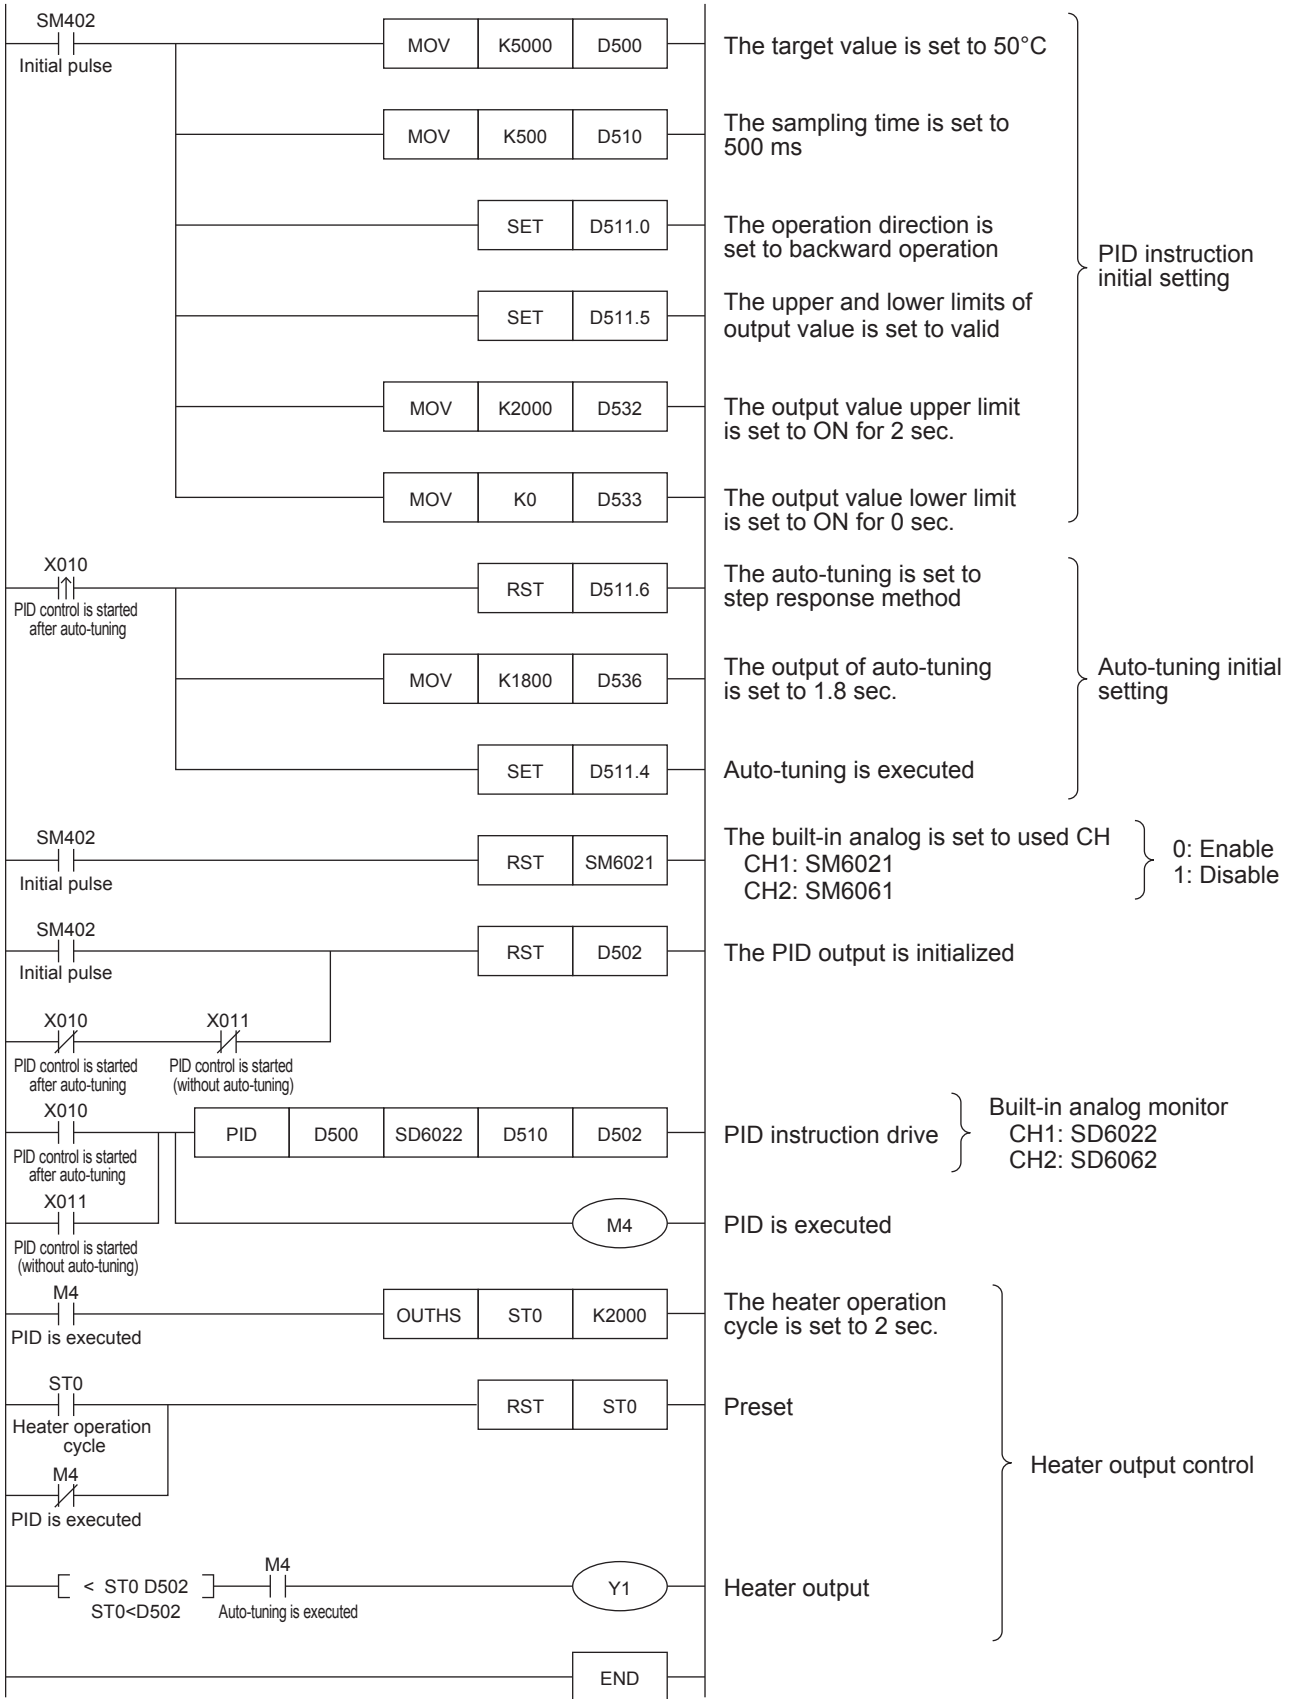 SM402
Initial pulse
MOV K5000 D500
The target value is set to 50°C
MOV K500 D510
The sampling time is set to
500 ms
SET D511.0
The operation direction is
set to backward operation
PID instruction
initial setting
SET D511.5
The upper and lower limits of
output value is set to valid
MOV K2000 D532
The output value upper limit
is set to ON for 2 sec.
MOV K0 D533
The output value lower limit
is set to ON for 0 sec.
X010
PID control is started
after auto-tuning
RST D511.6
The auto-tuning is set to
step response method
MOV K1800 D536
The output of auto-tuning
is set to 1.8 sec.
Auto-tuning initial
setting
SET D511.4
Auto-tuning is executed
SM402
Initial pulse
RST SM6021
The built-in analog is set to used CH
CH1: SM6021
CH2: SM6061
0: Enable
1: Disable
SM402
Initial pulse
RST D502
The PID output is initialized
X010
PID control is started
after auto-tuning
X011
PID control is started
(without auto-tuning)
X010
PID control is started
after auto-tuning
PID D500 SD6022 D510 D502
PID instruction drive
Built-in analog monitor
CH1: SD6022
CH2: SD6062
X011
PID control is started
(without auto-tuning)
M4
PID is executed
M4
PID is executed
OUTHS ST0 K2000
The heater operation
cycle is set to 2 sec.
ST0
Heater operation
cycle
RST ST0
Preset
M4
PID is executed
Heater output control
< ST0 D502
ST0<D502
M4
Auto-tuning is executed
Y1
Heater output
END